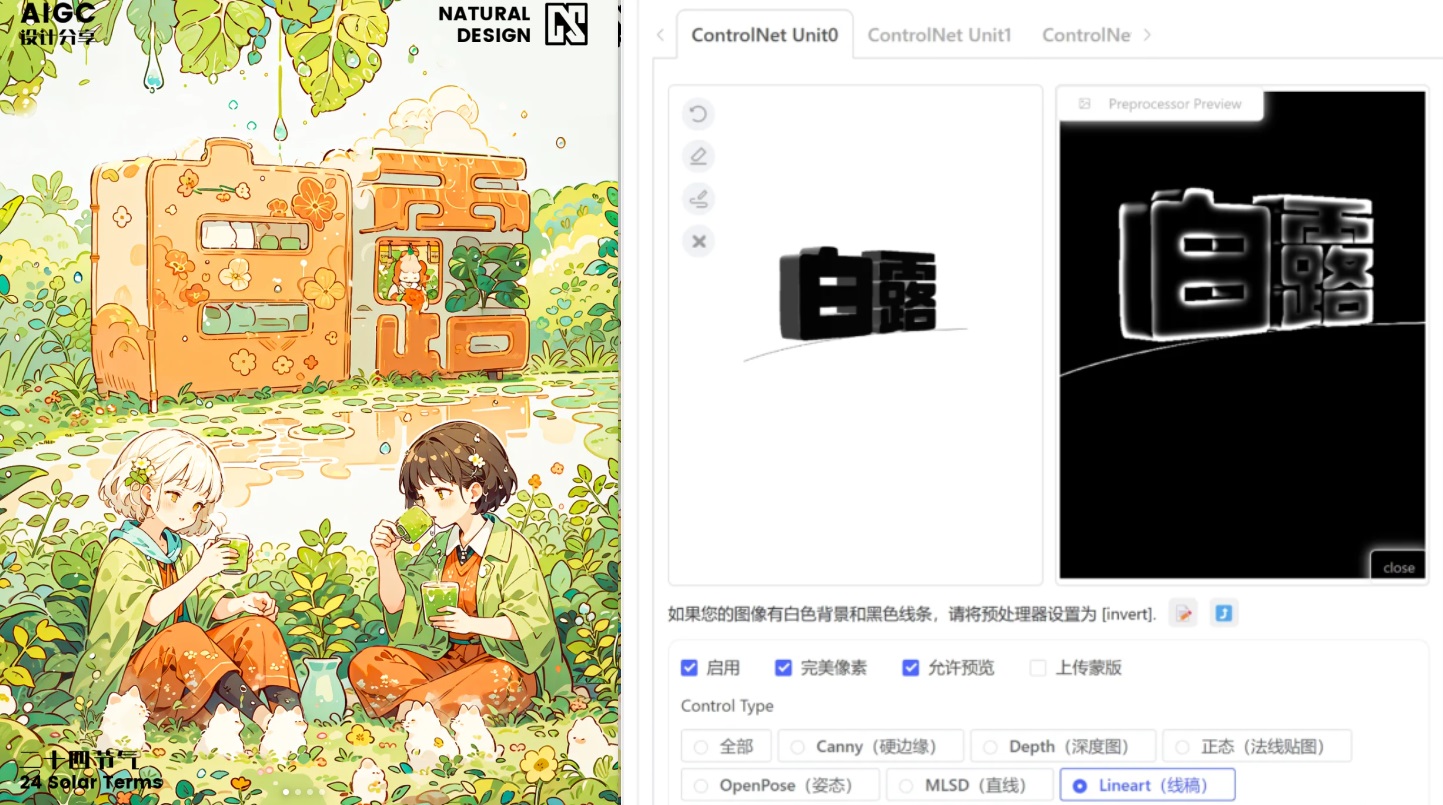 AIGC
设计分享
NATURAL
DESIGN
白露
二十四节气
24 Solar Terms
ControlNet Unit0
ControlNet Unit1
ControlNe
Preprocessor Preview
白露
白露
close
如果您的图像有白色背景和黑色线条，请将预处理器设置为 [invert].
启用
完美像素
允许预览
上传蒙版
Control Type
全部
Canny（硬边缘）
Depth（深度图）
正态（法线贴图）
OpenPose（姿态）
MLSD（直线）
Lineart（线稿）